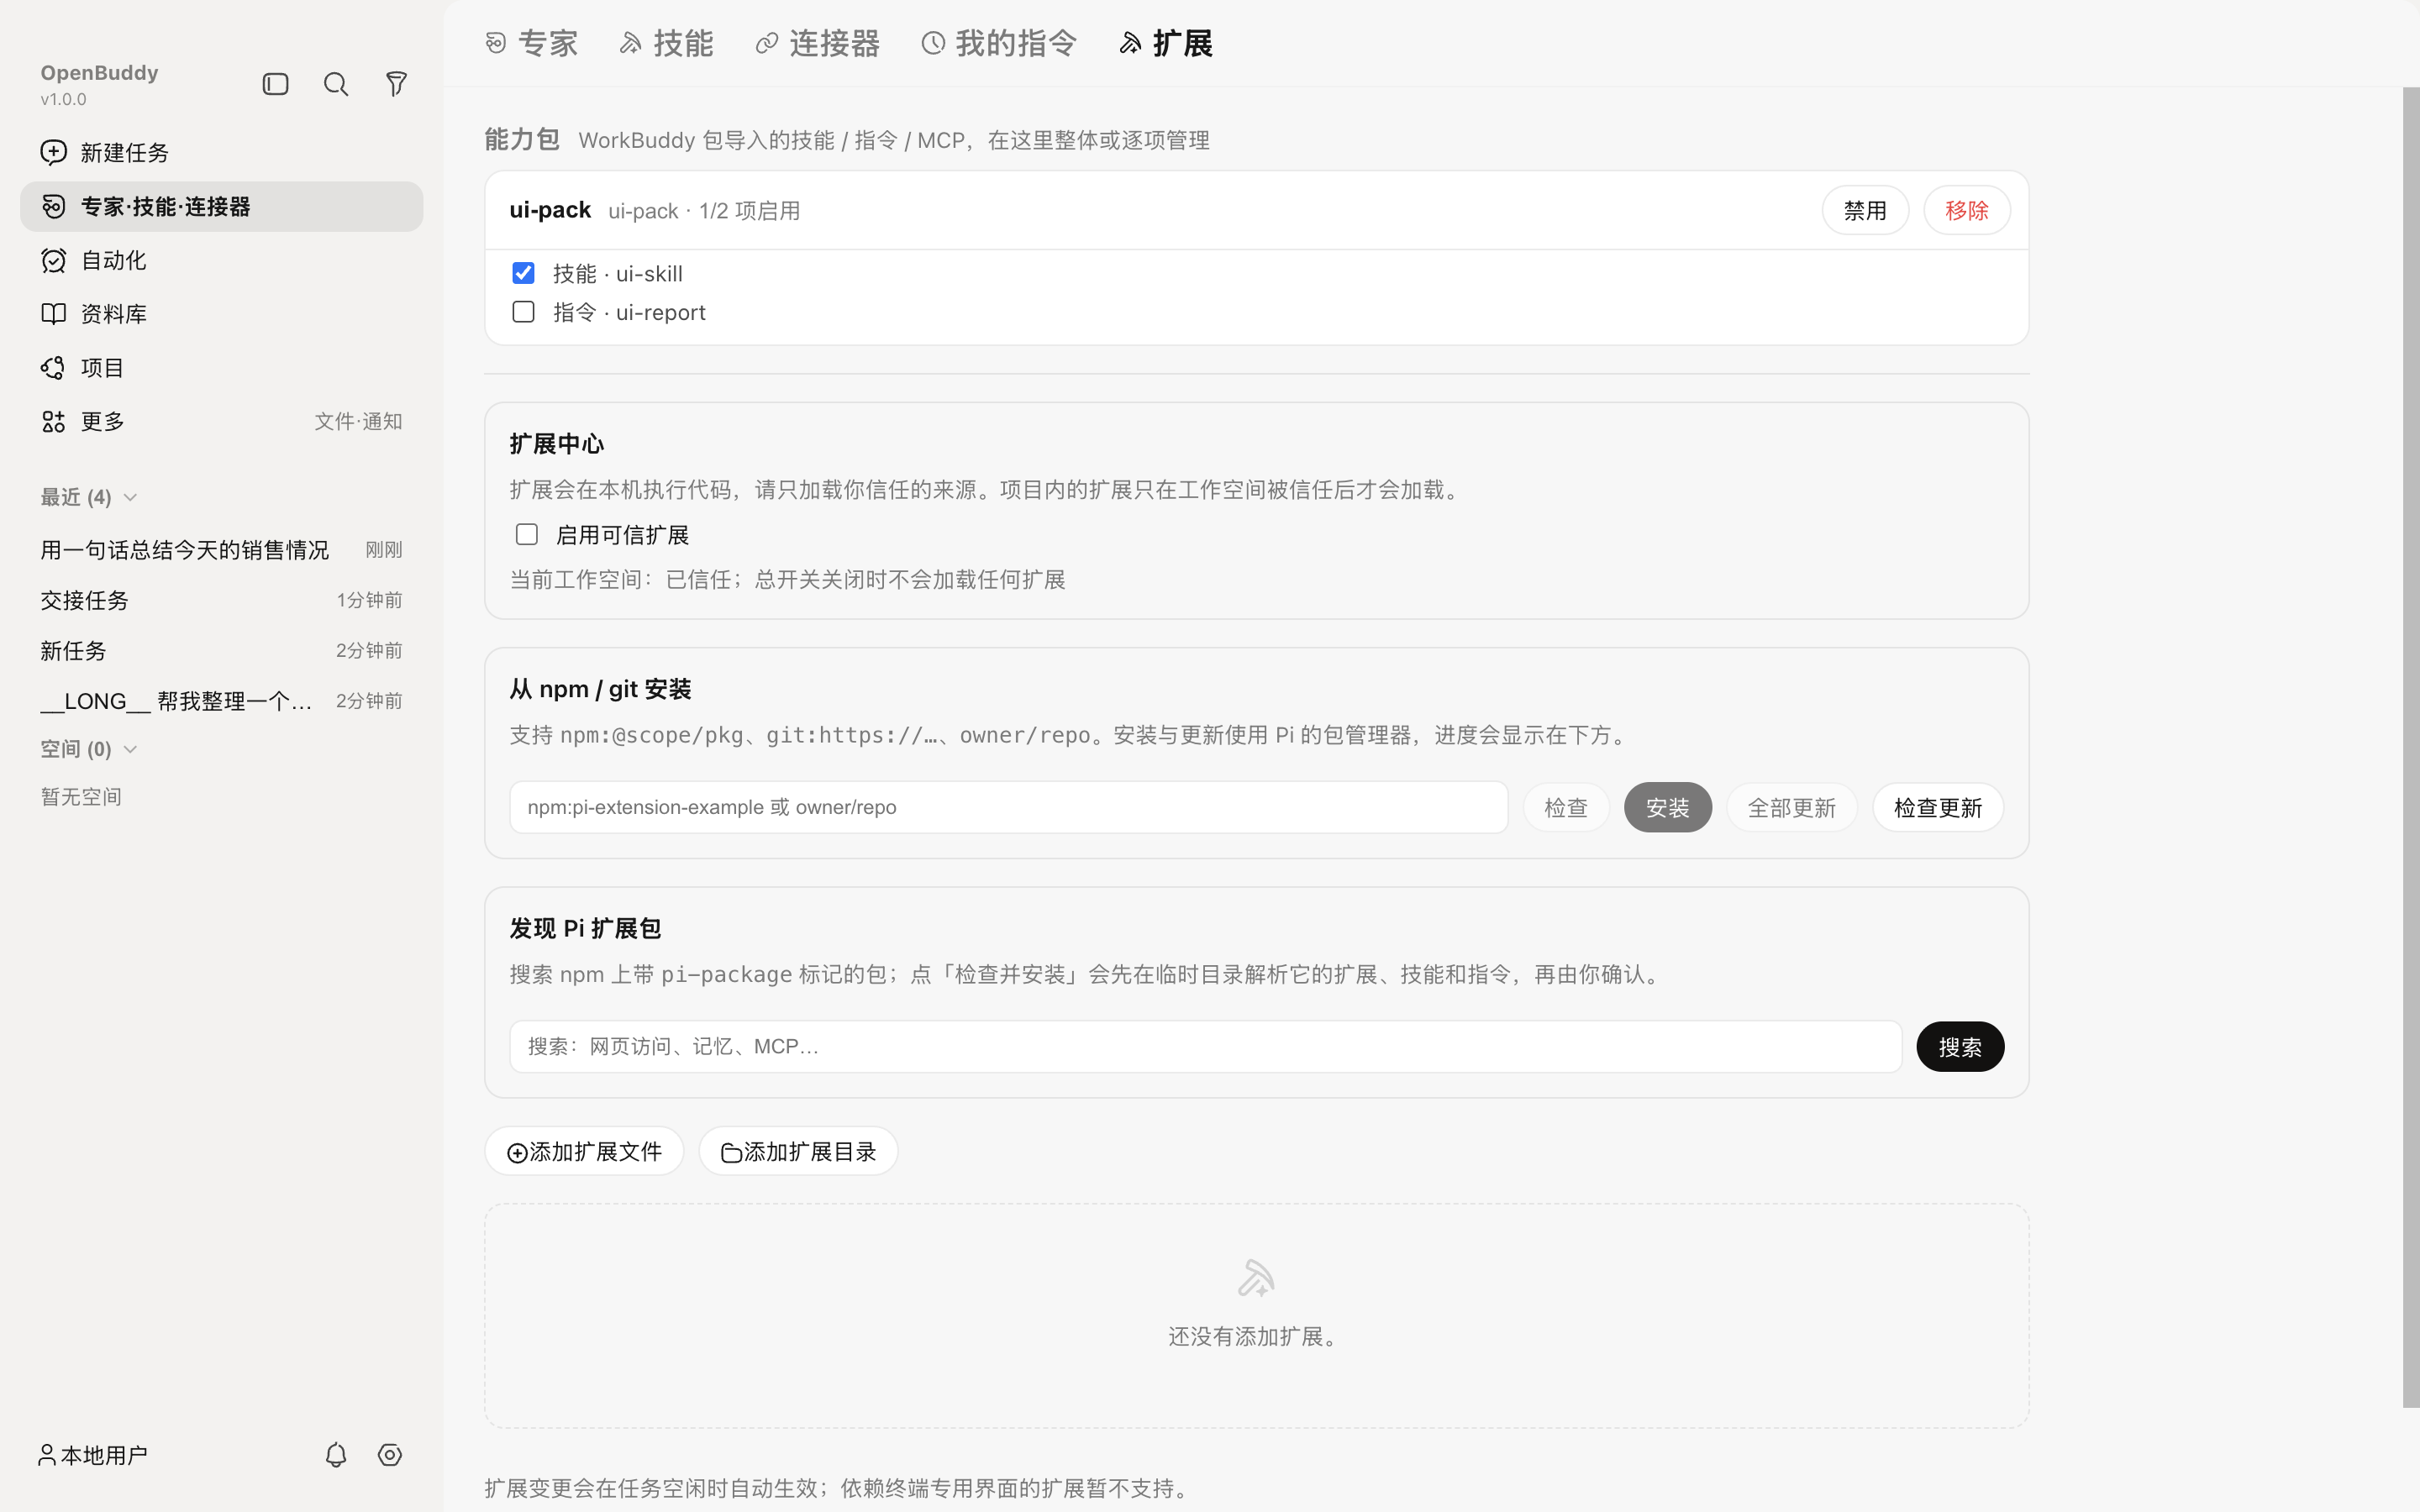 OpenBuddy
v1.0.0
新建任务
专家·技能·连接器
自动化
资料库
项目
更多 文件·通知
最近 (4)
用一句话总结今天的销售情况 刚刚
交接任务 1分钟前
新任务 2分钟前
__LONG__ 帮我整理一个… 2分钟前
空间 (0)
暂无空间
本地用户
专家 技能 连接器 我的指令 扩展
能力包 WorkBuddy 包导入的技能 / 指令 / MCP，在这里整体或逐项管理
ui-pack ui-pack · 1/2 项启用 禁用 移除
技能 · ui-skill
指令 · ui-report
扩展中心
扩展会在本机执行代码，请只加载你信任的来源。项目内的扩展只在工作空间被信任后才会加载。
启用可信扩展
当前工作空间：已信任；总开关关闭时不会加载任何扩展
从 npm / git 安装
支持 npm:@scope/pkg、git:https://…、owner/repo。安装与更新使用 Pi 的包管理器，进度会显示在下方。
npm:pi-extension-example 或 owner/repo 检查 安装 全部更新 检查更新
发现 Pi 扩展包
搜索 npm 上带 pi-package 标记的包；点「检查并安装」会先在临时目录解析它的扩展、技能和指令，再由你确认。
搜索：网页访问、记忆、MCP… 搜索
添加扩展文件 添加扩展目录
还没有添加扩展。
扩展变更会在任务空闲时自动生效；依赖终端专用界面的扩展暂不支持。